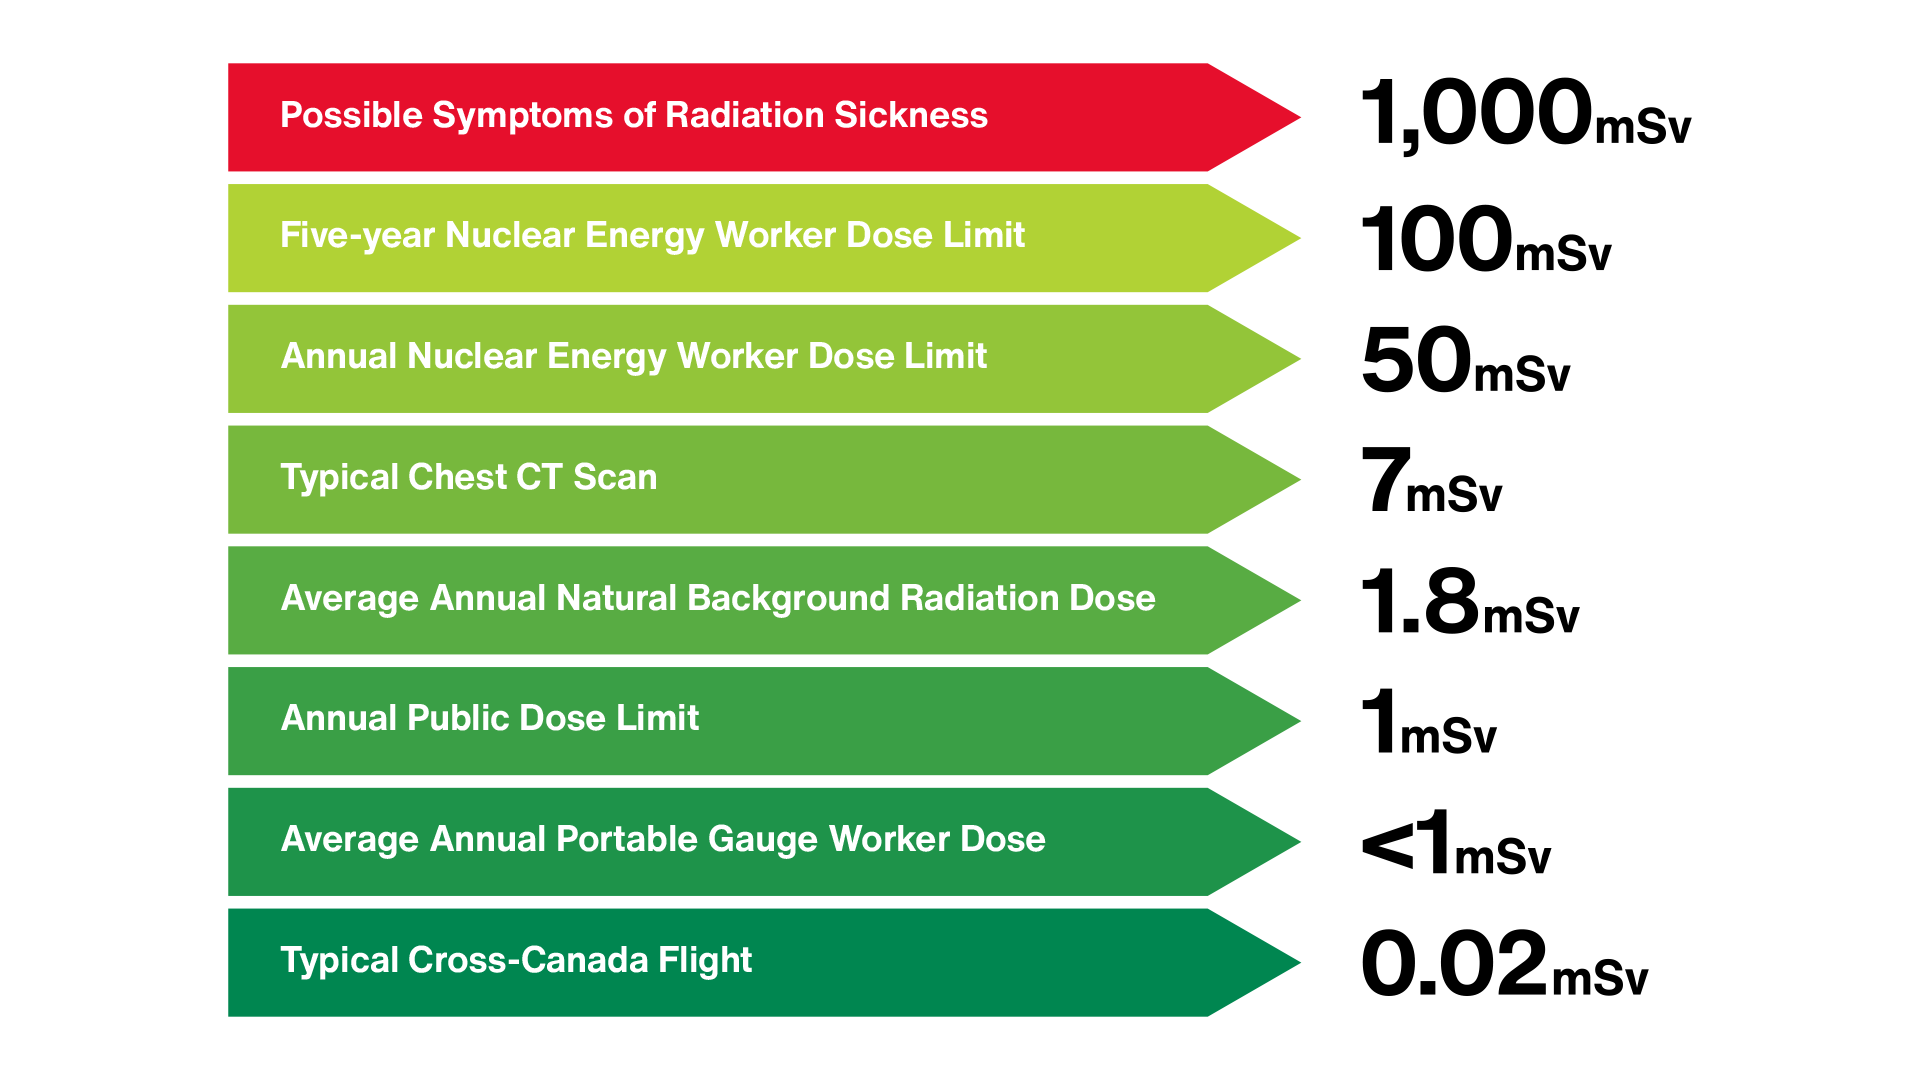 Possible Symptoms of Radiation Sickness 1,000mSv
Five-year Nuclear Energy Worker Dose Limit 100mSv
Annual Nuclear Energy Worker Dose Limit 50mSv
Typical Chest CT Scan 7mSv
Average Annual Natural Background Radiation Dose 1.8mSv
Annual Public Dose Limit 1mSv
Average Annual Portable Gauge Worker Dose <1mSv
Typical Cross-Canada Flight 0.02mSv